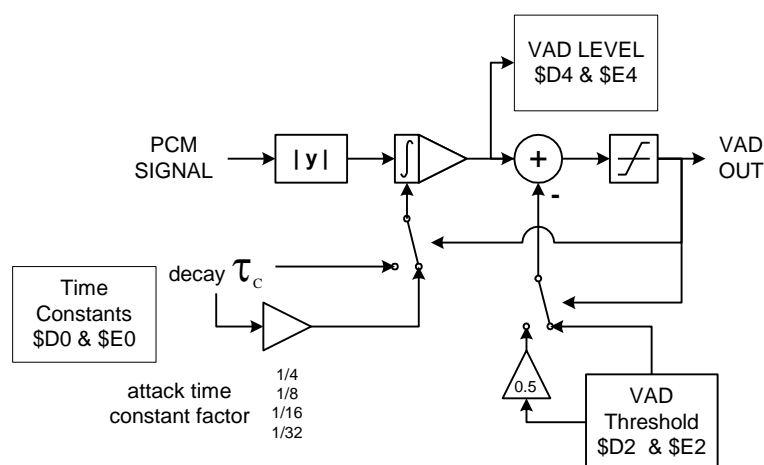 VAD LEVEL
$D4 & $E4
PCM
SIGNAL
| y |
∫
+
-
VAD
OUT
decay τc
Time
Constants
$D0 & $E0
attack time
constant factor
1/4
1/8
1/16
1/32
0.5
VAD
Threshold
$D2 & $E2